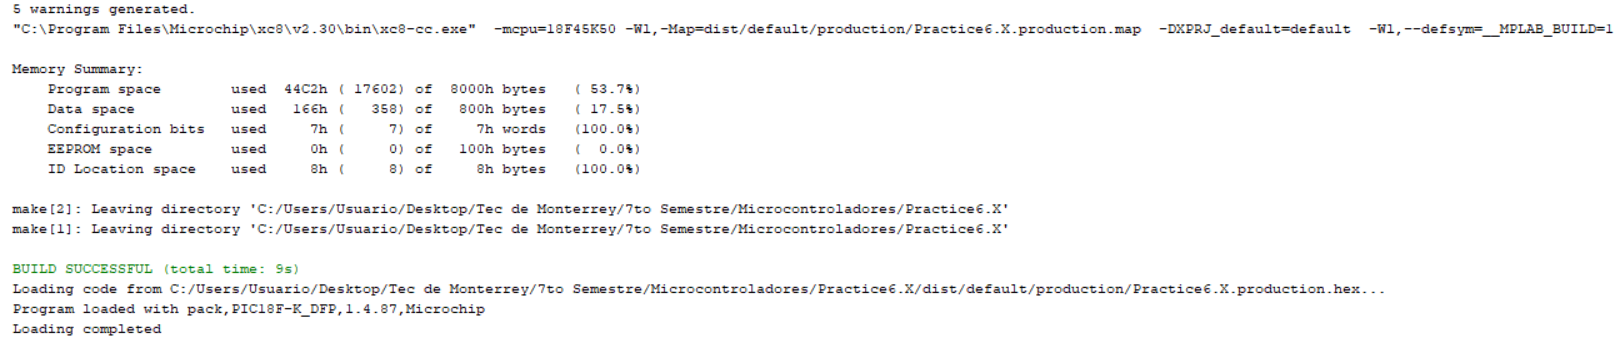 5 warnings generated.
"C:\Program Files\Microchip\xc8\v2.30\bin\xc8-cc.exe"  -mcpu=18F45K50 -Wl,-Map=dist/default/production/Practice6.X.production.map  -DXPRJ_default=default  -Wl,--defsym=__MPLAB_BUILD=1
Memory Summary:
    Program space        used  44C2h ( 17602) of  8000h bytes   ( 53.7%)
    Data space           used   166h (   358) of   800h bytes   ( 17.5%)
    Configuration bits   used     7h (     7) of     7h words   (100.0%)
    EEPROM space         used     0h (     0) of   100h bytes   (  0.0%)
    ID Location space    used     8h (     8) of     8h bytes   (100.0%)
make[2]: Leaving directory 'C:/Users/Usuario/Desktop/Tec de Monterrey/7to Semestre/Microcontroladores/Practice6.X'
make[1]: Leaving directory 'C:/Users/Usuario/Desktop/Tec de Monterrey/7to Semestre/Microcontroladores/Practice6.X'
BUILD SUCCESSFUL (total time: 9s)
Loading code from C:/Users/Usuario/Desktop/Tec de Monterrey/7to Semestre/Microcontroladores/Practice6.X/dist/default/production/Practice6.X.production.hex...
Program loaded with pack,PIC18F-K_DFP,1.4.87,Microchip
Loading completed